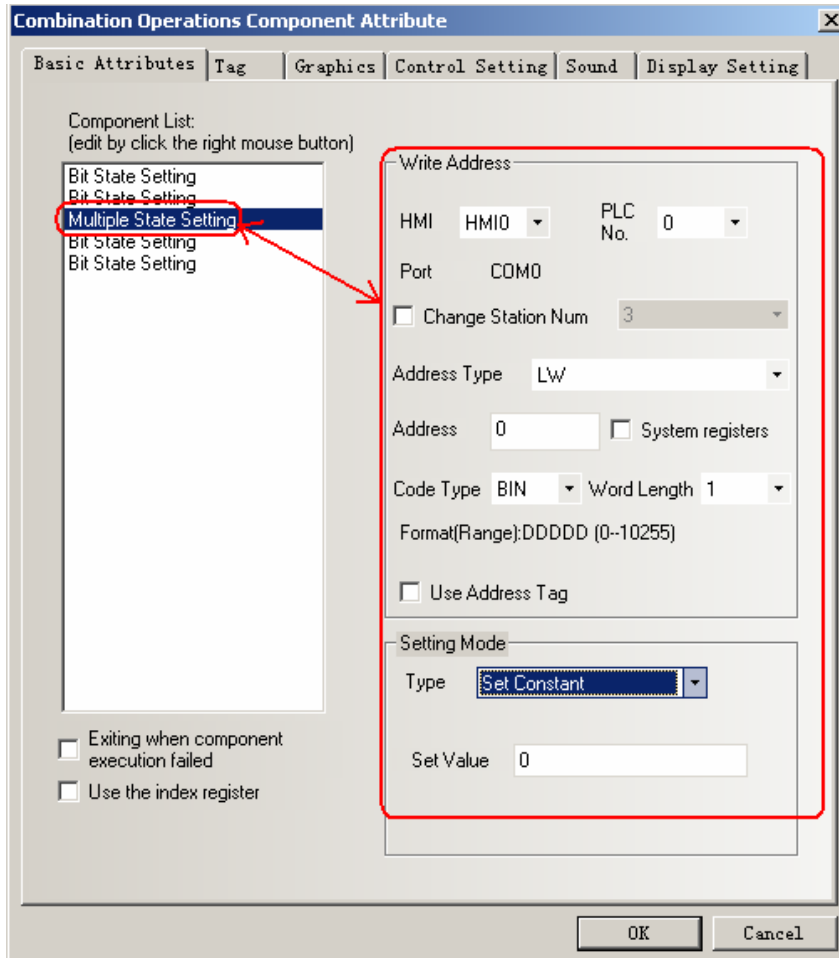 Combination Operations Component Attribute
Basic Attributes Tag Graphics Control Setting Sound Display Setting
Component List:
(edit by click the right mouse button)
Bit State Setting
Bit State Setting
Multiple State Setting
Bit State Setting
Bit State Setting
Exiting when component
execution failed
Use the index register
Write Address
HMI HMI0 PLC No. 0
Port COM0
Change Station Num 3
Address Type LW
Address 0 System registers
Code Type BIN Word Length 1
Format(Range):DDDDD (0--10255)
Use Address Tag
Setting Mode
Type Set Constant
Set Value 0
OK Cancel